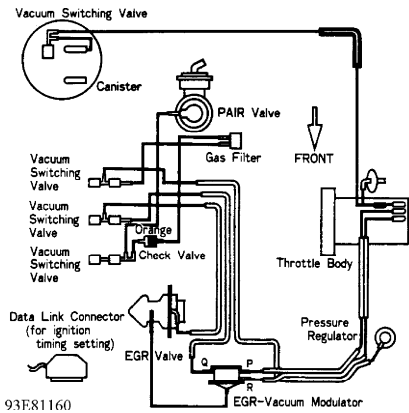 Vacuum Switching Valve
Canister
PAIR Valve
Gas Filter
FRONT
Vacuum
Switching
Valve
Vacuum
Switching
Valve
Orange
Vacuum
Switching
Valve
Check Valve
Throttle Body
Data Link Connector
(for ignition
timing setting)
EGR Valve
Q
P
R
Pressure
Regulator
EGR-Vacuum Modulator
93E81160